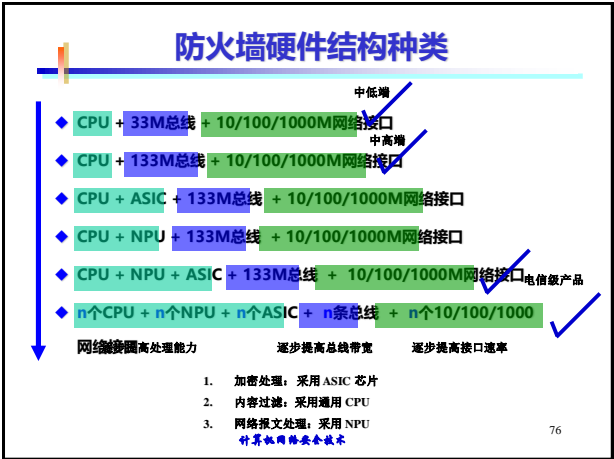 防火墙硬件结构种类
中低端
CPU + 33M总线 + 10/100/1000M网络接口
中高端
CPU + 133M总线 + 10/100/1000M网络接口
CPU + ASIC + 133M总线 + 10/100/1000M网络接口
CPU + NPU + 133M总线 + 10/100/1000M网络接口
CPU + NPU + ASIC + 133M总线 + 10/100/1000M网络接口
电信级产品
n个CPU + n个NPU + n个ASIC + n条总线 + n个10/100/1000
网络接口
提高处理能力
逐步提高总线带宽
逐步提高接口速率
1. 加密处理：采用 ASIC 芯片
2. 内容过滤：采用通用 CPU
3. 网络报文处理：采用 NPU
计算机网络安全技术
76